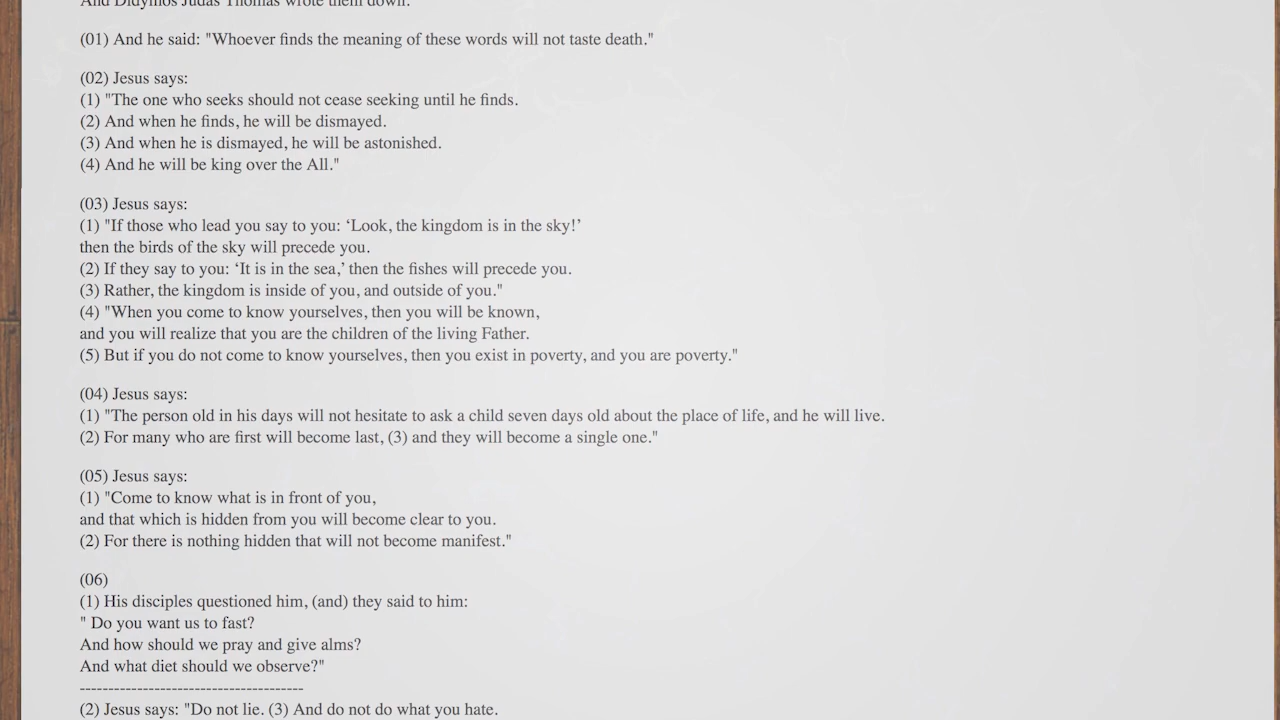 And Didymos Judas Thomas wrote them down.
(01) And he said: "Whoever finds the meaning of these words will not taste death."
(02) Jesus says:
(1) "The one who seeks should not cease seeking until he finds.
(2) And when he finds, he will be dismayed.
(3) And when he is dismayed, he will be astonished.
(4) And he will be king over the All."
(03) Jesus says:
(1) "If those who lead you say to you: ‘Look, the kingdom is in the sky!’
then the birds of the sky will precede you.
(2) If they say to you: ‘It is in the sea,’ then the fishes will precede you.
(3) Rather, the kingdom is inside of you, and outside of you."
(4) "When you come to know yourselves, then you will be known,
and you will realize that you are the children of the living Father.
(5) But if you do not come to know yourselves, then you exist in poverty, and you are poverty."
(04) Jesus says:
(1) "The person old in his days will not hesitate to ask a child seven days old about the place of life, and he will live.
(2) For many who are first will become last, (3) and they will become a single one."
(05) Jesus says:
(1) "Come to know what is in front of you,
and that which is hidden from you will become clear to you.
(2) For there is nothing hidden that will not become manifest."
(06)
(1) His disciples questioned him, (and) they said to him:
" Do you want us to fast?
And how should we pray and give alms?
And what diet should we observe?"
---------------------------------------
(2) Jesus says: "Do not lie. (3) And do not do what you hate.